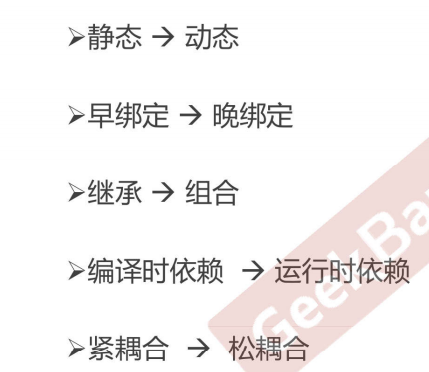 ➢静态 → 动态
➢早绑定 → 晚绑定
➢继承 → 组合
➢编译时依赖 → 运行时依赖
➢紧耦合 → 松耦合